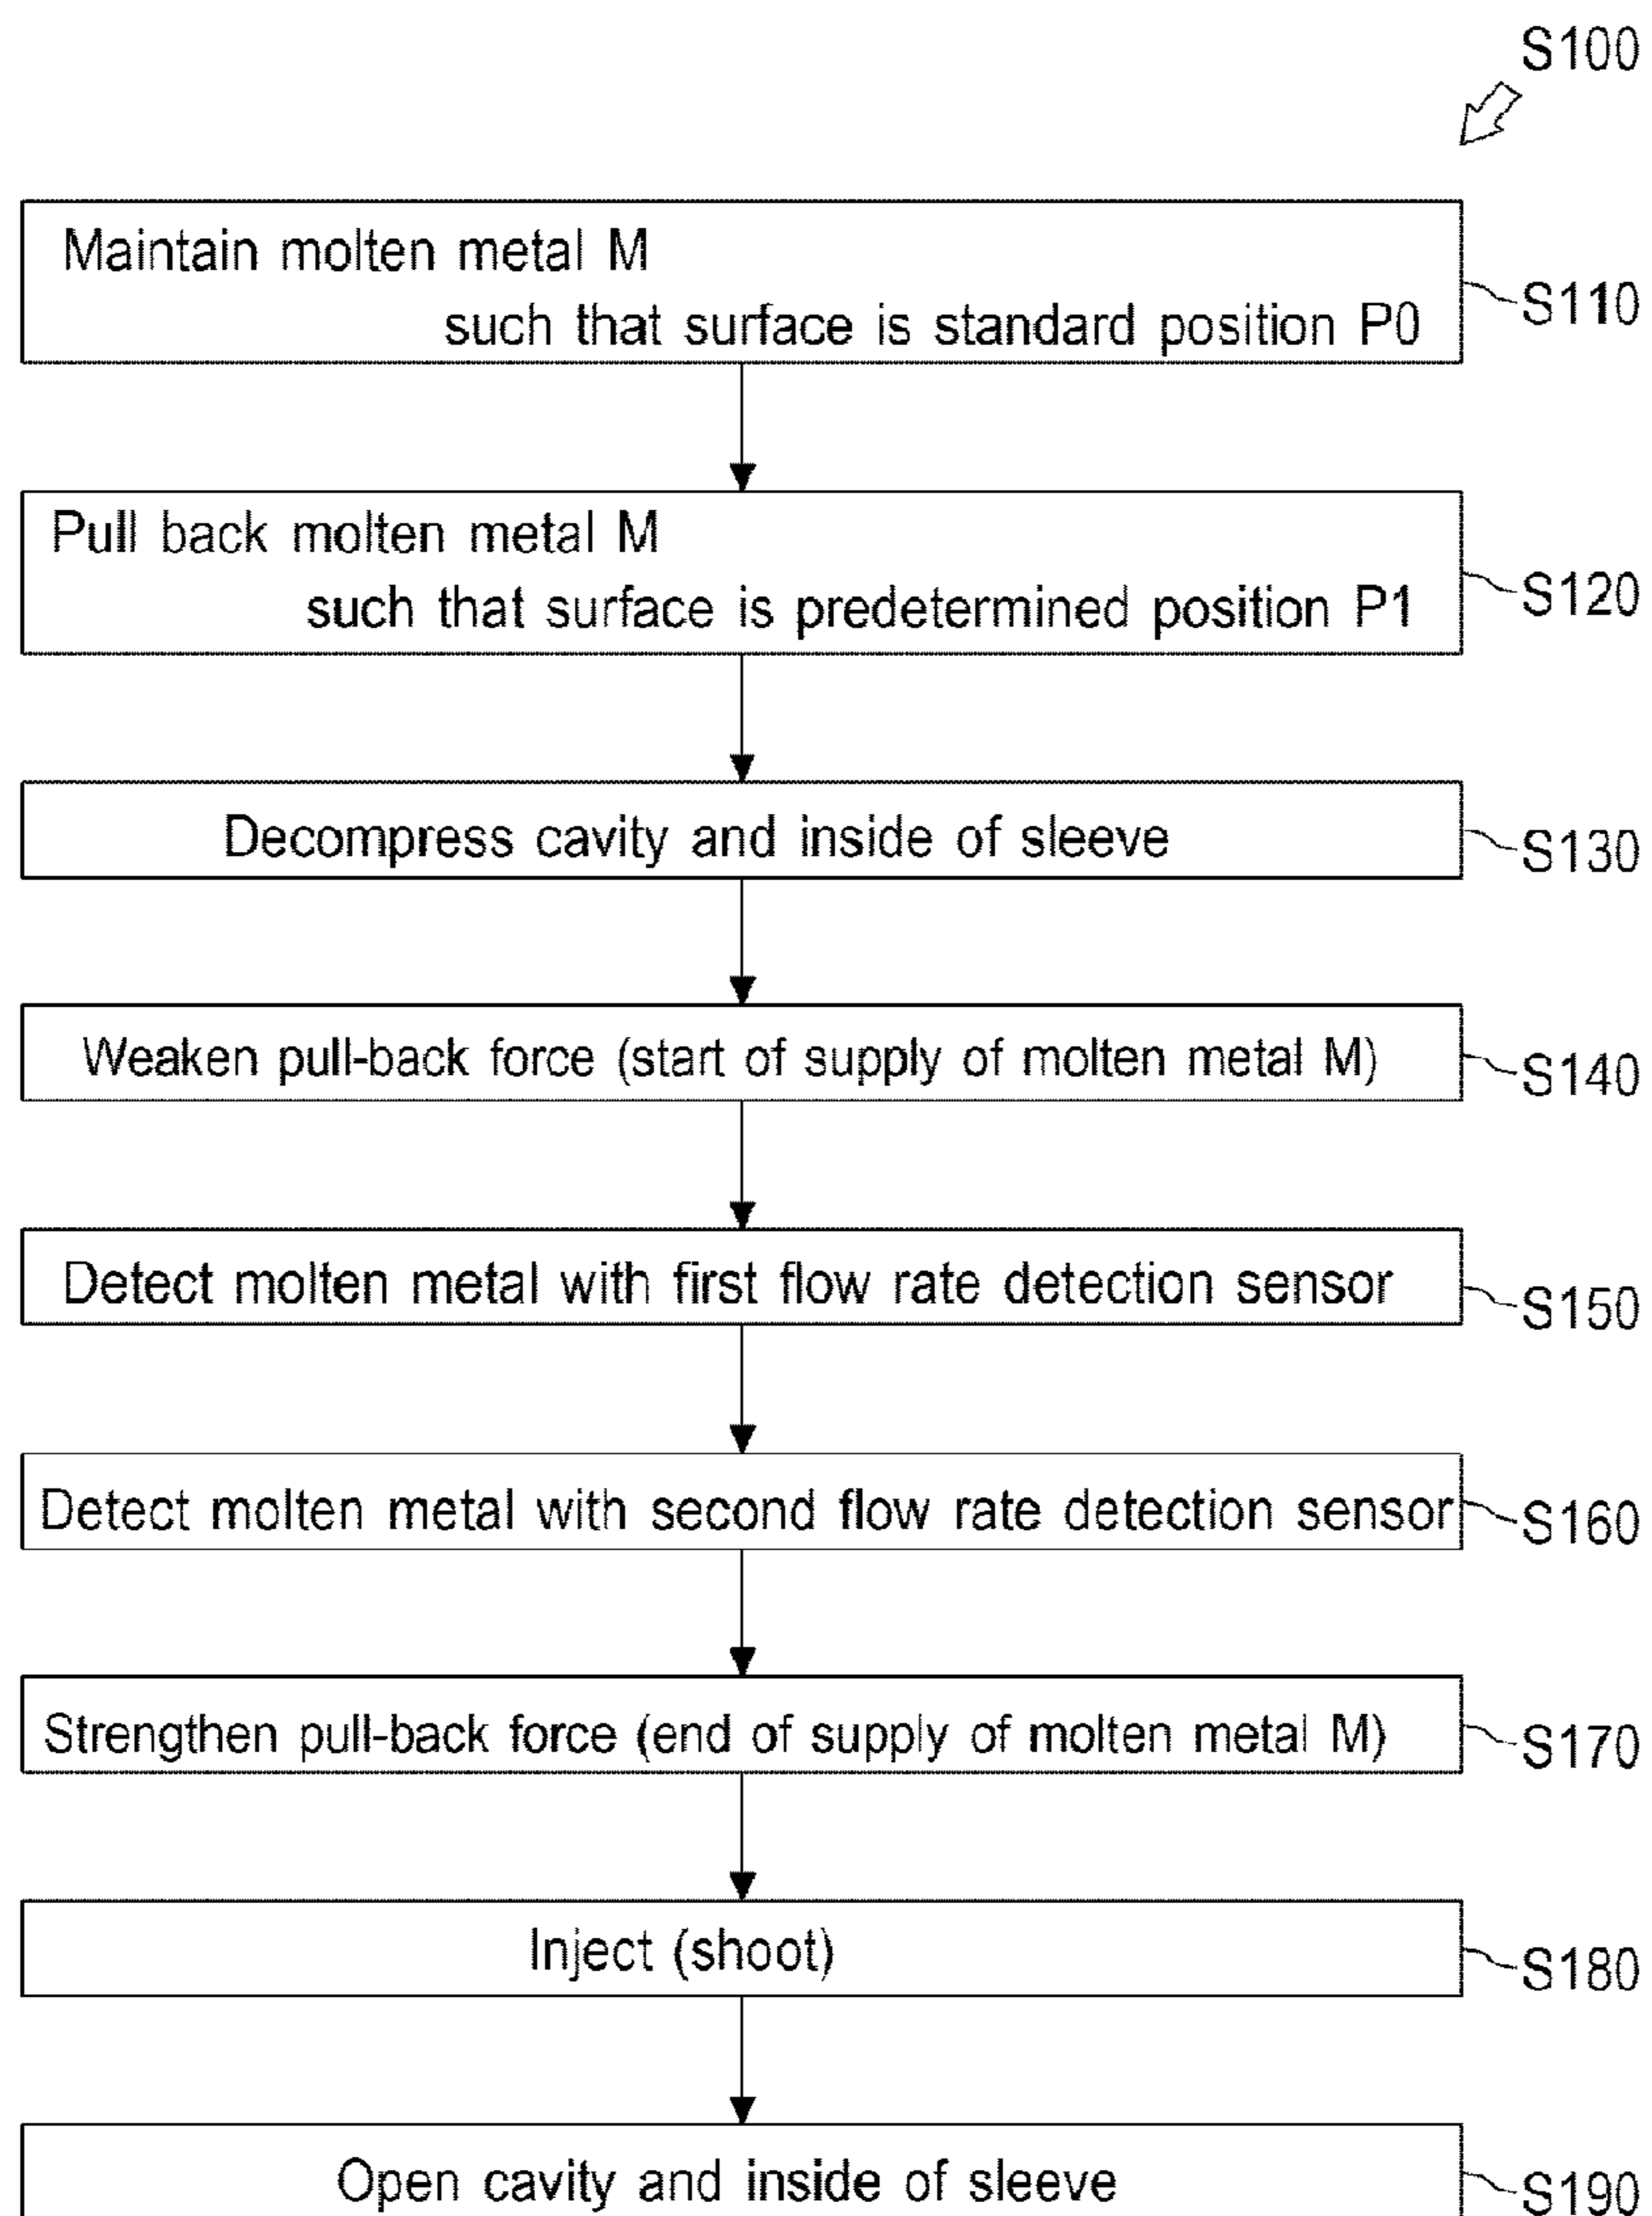 S100
Maintain molten metal M
such that surface is standard position P0
S110
Pull back molten metal M
such that surface is predetermined position P1
S120
Decompress cavity and inside of sleeve
S130
Weaken pull-back force (start of supply of molten metal M)
S140
Detect molten metal with first flow rate detection sensor
S150
Detect molten metal with second flow rate detection sensor
S160
Strengthen pull-back force (end of supply of molten metal M)
S170
Inject (shoot)
S180
Open cavity and inside of sleeve
S190